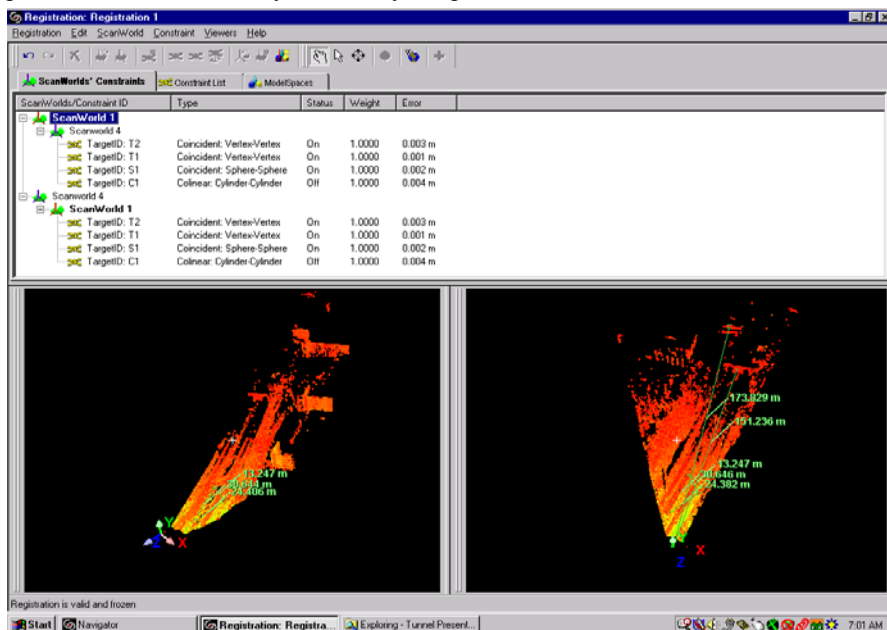 Registration: Registration 1
Registration Edit ScanWorld Constraint Viewers Help
ScanWorlds' Constraints Constraint List ModelSpaces
ScanWorlds/Constraint ID Type Status Weight Error
ScanWorld 1
Scanworld 4
TargetID: T2 Coincident: Vertex-Vertex On 1.0000 0.003 m
TargetID: T1 Coincident: Vertex-Vertex On 1.0000 0.001 m
TargetID: S1 Coincident: Sphere-Sphere On 1.0000 0.002 m
TargetID: C1 Colinear: Cylinder-Cylinder Off 1.0000 0.004 m
Scanworld 4
ScanWorld 1
TargetID: T2 Coincident: Vertex-Vertex On 1.0000 0.003 m
TargetID: T1 Coincident: Vertex-Vertex On 1.0000 0.001 m
TargetID: S1 Coincident: Sphere-Sphere On 1.0000 0.002 m
TargetID: C1 Colinear: Cylinder-Cylinder Off 1.0000 0.004 m
13.247 m
Y
Z X
173.829 m
151.236 m
13.247 m
24.382 m
X
Z
Registration is valid and frozen
Start Navigator Registration: Registra... Exploring - Tunnel Present... 7:01 AM